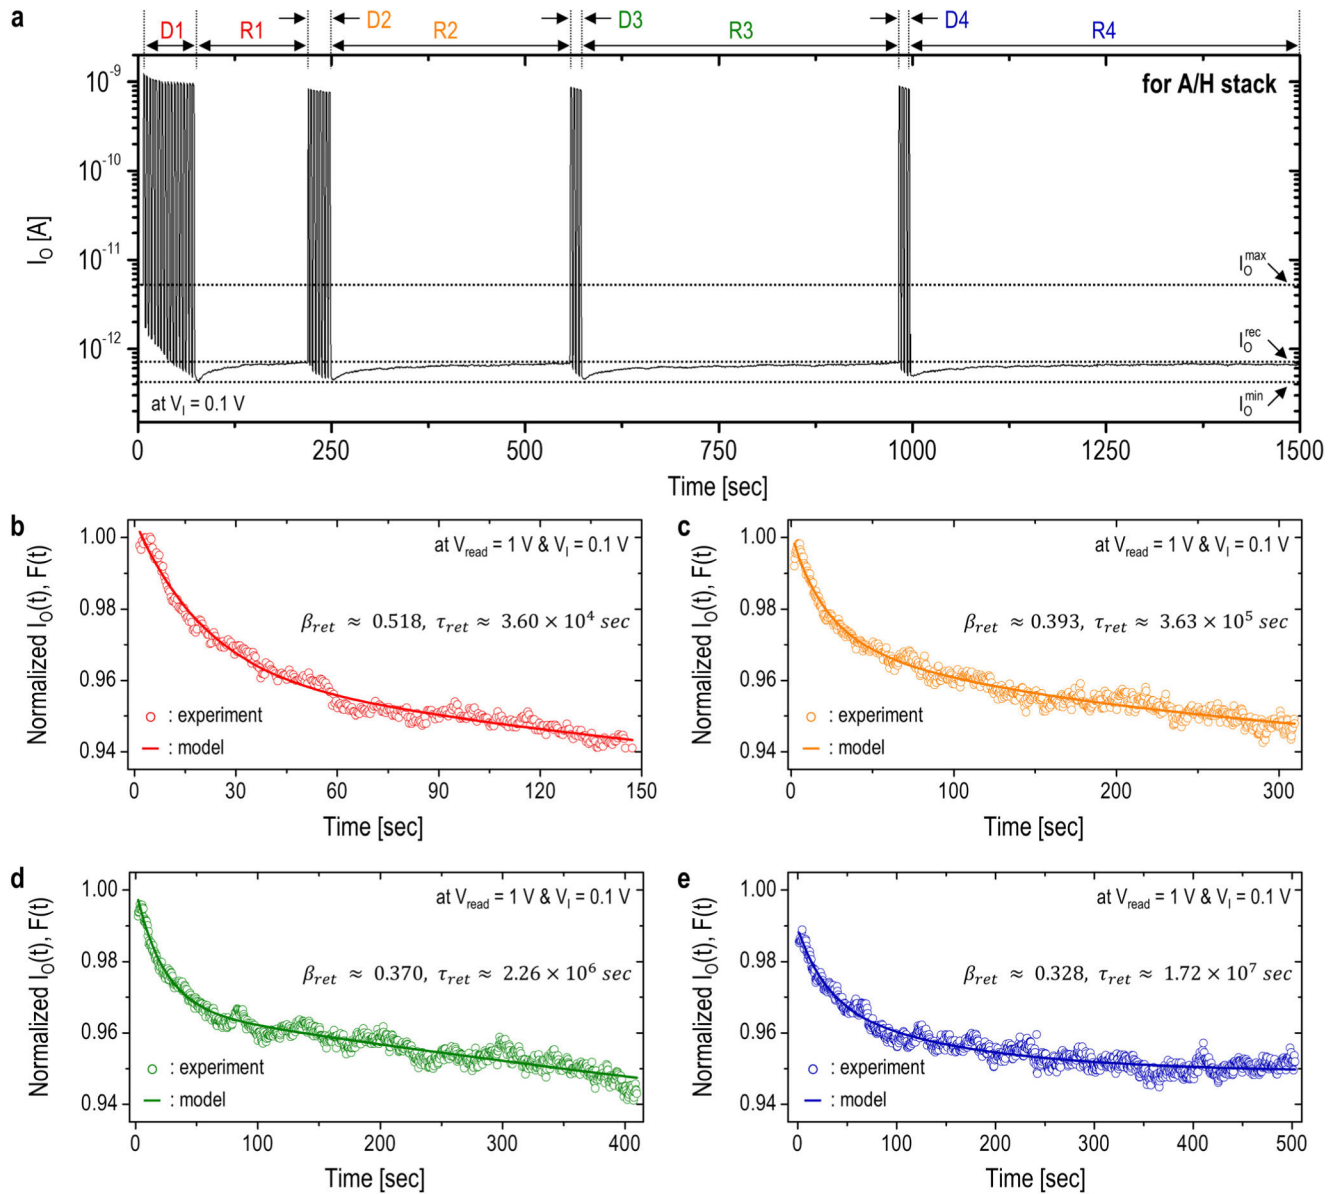 a
D1 R1 D2 R2 D3 R3 D4 R4
for A/H stack
I_O [A]
10^-9
10^-10
10^-11
10^-12
I_O^max
I_O^rec
I_O^min
at V_I = 0.1 V
0 250 500 750 1000 1250 1500
Time [sec]
b
Normalized I_O(t), F(t)
1.00
0.98
0.96
0.94
at V_read = 1 V & V_I = 0.1 V
β_ret ≈ 0.518, τ_ret ≈ 3.60 × 10^4 sec
: experiment
: model
0 30 60 90 120 150
Time [sec]
c
Normalized I_O(t), F(t)
1.00
0.98
0.96
0.94
at V_read = 1 V & V_I = 0.1 V
β_ret ≈ 0.393, τ_ret ≈ 3.63 × 10^5 sec
: experiment
: model
0 100 200 300
Time [sec]
d
Normalized I_O(t), F(t)
1.00
0.98
0.96
0.94
at V_read = 1 V & V_I = 0.1 V
β_ret ≈ 0.370, τ_ret ≈ 2.26 × 10^6 sec
: experiment
: model
0 100 200 300 400
Time [sec]
e
Normalized I_O(t), F(t)
1.00
0.98
0.96
0.94
at V_read = 1 V & V_I = 0.1 V
β_ret ≈ 0.328, τ_ret ≈ 1.72 × 10^7 sec
: experiment
: model
0 100 200 300 400 500
Time [sec]